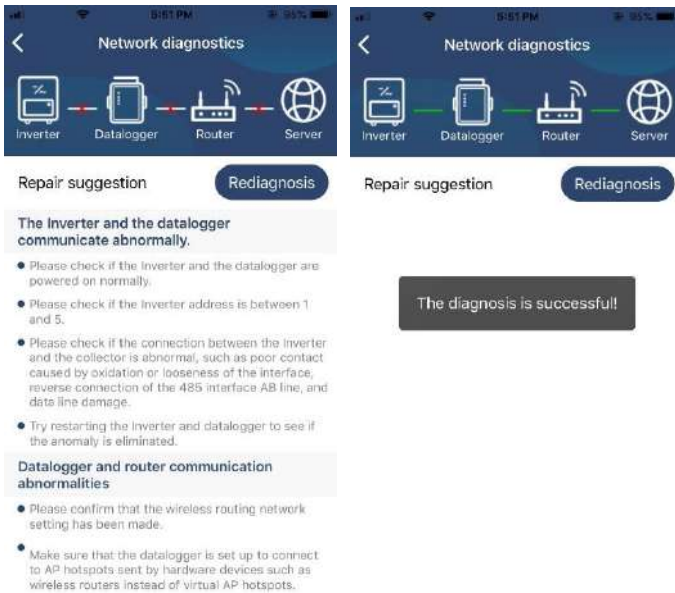 5:51 PM
95%
Network diagnostics
Inverter Datalogger Router Server
Repair suggestion Rediagnosis
The Inverter and the datalogger
communicate abnormally.
Please check if the Inverter and the datalogger are
powered on normally.
Please check if the Inverter address is between 1
and 5.
Please check if the connection between the Inverter
and the collector is abnormal, such as poor contact
caused by oxidation or looseness of the interface,
reverse connection of the 485 interface AB line, and
data line damage.
Try restarting the Inverter and datalogger to see if
the anomaly is eliminated.
Datalogger and router communication
abnormalities
Please confirm that the wireless routing network
setting has been made.
Make sure that the datalogger is set up to connect
to AP hotspots sent by hardware devices such as
wireless routers instead of virtual AP hotspots.
5:51 PM
95%
Network diagnostics
Inverter Datalogger Router Server
Repair suggestion Rediagnosis
The diagnosis is successful!